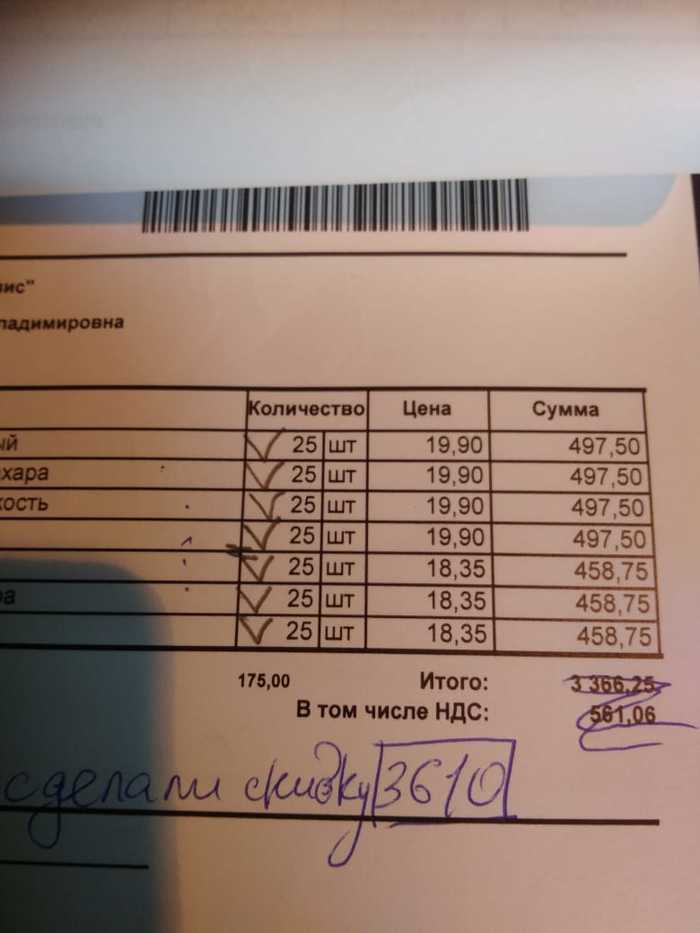 вис"
ладимировна
Количество Цена Сумма
ый 25 шт 19,90 497,50
ахара 25 шт 19,90 497,50
кость 25 шт 19,90 497,50
25 шт 19,90 497,50
25 шт 18,35 458,75
ра 25 шт 18,35 458,75
25 шт 18,35 458,75
175,00 Итого: 3 366,25
В том числе НДС: 561,06
сделали скидку 3610